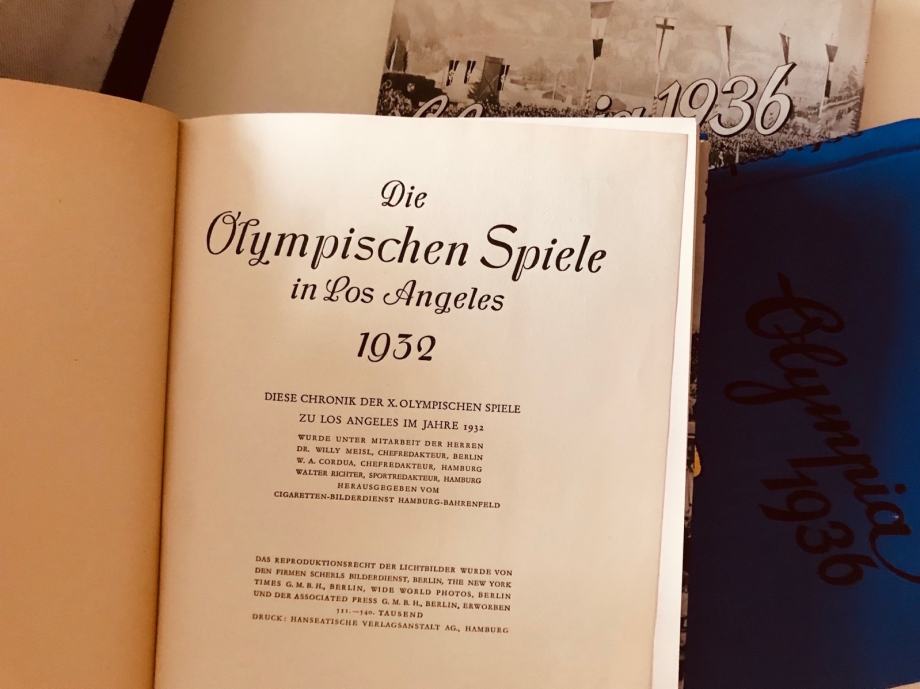 Die
Olympischen Spiele
in Los Angeles
1932
DIESE CHRONIK DER X. OLYMPISCHEN SPIELE
ZU LOS ANGELES IM JAHRE 1932
WURDE UNTER MITARBEIT DER HERREN
DR. WILLY MEISL, CHEFREDAKTEUR, BERLIN
W. A. CORDUA, CHEFREDAKTEUR, HAMBURG
WALTER RICHTER, SPORTREDAKTEUR, HAMBURG
HERAUSGEGEBEN VOM
CIGARETTEN-BILDERDIENST HAMBURG-BAHRENFELD
DAS REPRODUKTIONSRECHT DER LICHTBILDER WURDE VON
DEN FIRMEN SCHERLS BILDERDIENST, BERLIN, THE NEW YORK
TIMES G. M. B. H., BERLIN, WIDE WORLD PHOTOS, BERLIN
UND DER ASSOCIATED PRESS G. M. B. H., BERLIN, ERWORBEN
511.—540. TAUSEND
DRUCK: HANSEATISCHE VERLAGSANSTALT AG., HAMBURG
1936
Olympia
1936